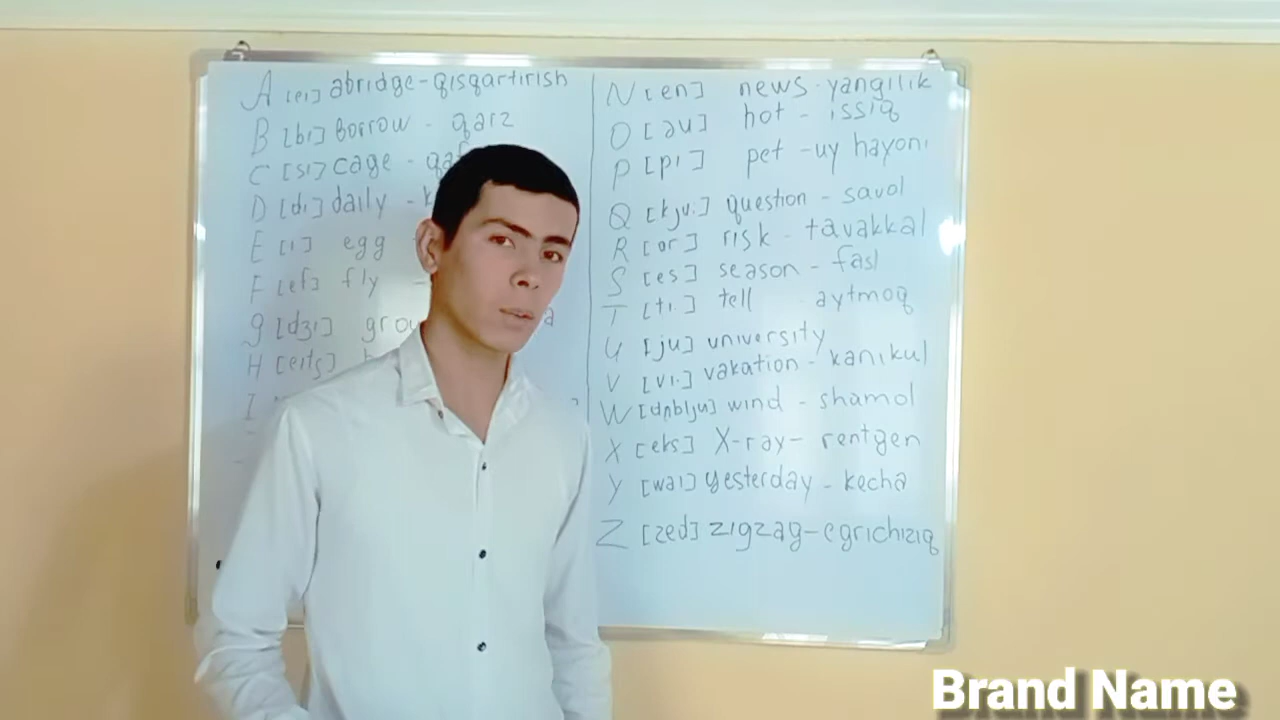 A [ei] abridge-qisqartirish
B [bi] borrow - qarz
C [si] cage -
D [di] daily -
E [i] egg
F [ef] fly -
g [dʒi]
H [eitʃ]
I
N [en] news - yangilik
O [əu] hot - issiq
P [pi] pet - uy hayoni
Q [kju:] question - savol
R [ar] risk - tavakkal
S [es] season - fasl
T [ti:] tell aytmoq
U [ju] university
V [vi:] vakation - kanikul
W [dʌblju] wind - shamol
X [eks] X-ray - rentgen
Y [wai] yesterday - kecha
Z [zed] zigzag - egrichiziq
Brand Name